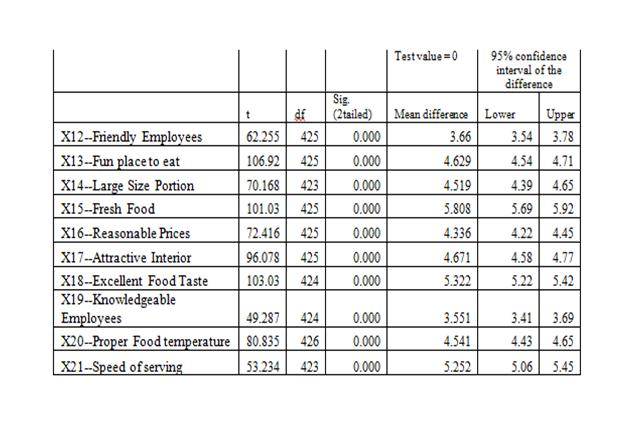 Testvalue=0 95% confidence
interval of the
difference
Sig.
t df (2tailed) Mean difference Lower Upper
X12--Friendly Employees 62.255 425 0.000 3.66 3.54 3.78
X13--Fun place to eat 106.92 425 0.000 4.629 4.54 4.71
X14--Large Size Portion 70.168 423 0.000 4.519 4.39 4.65
X15--Fresh Food 101.03 425 0.000 5.808 5.69 5.92
X16--Reasonable Prices 72.416 425 0.000 4.336 4.22 4.45
X17--Attractive Interior 96.078 425 0.000 4.671 4.58 4.77
X18--Excellent Food Taste 103.03 424 0.000 5.322 5.22 5.42
X19--Knowledgeable
Employees 49.287 424 0.000 3.551 3.41 3.69
X20--Proper Food temperature 80.835 426 0.000 4.541 4.43 4.65
X21--Speed of serving 53.234 423 0.000 5.252 5.06 5.45